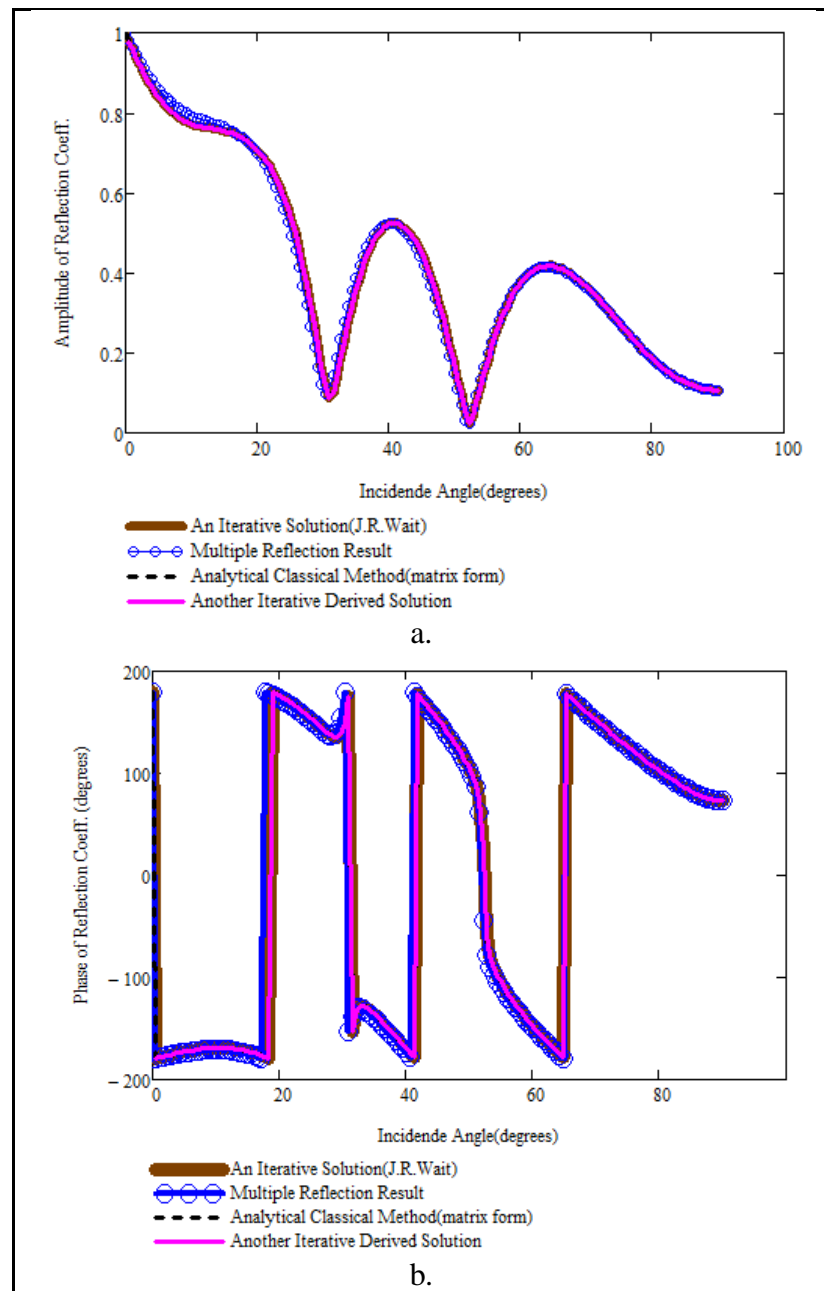 1
0.8
0.6
0.4
0.2
0
Amplitude of Reflection Coeff.
0 20 40 60 80 100
Incidende Angle(degrees)
An Iterative Solution(J.R.Wait)
Multiple Reflection Result
Analytical Classical Method(matrix form)
Another Iterative Derived Solution
a.
200
100
0
− 100
− 200
Phase of Reflection Coeff. (degrees)
0 20 40 60 80
Incidende Angle(degrees)
An Iterative Solution(J.R.Wait)
Multiple Reflection Result
Analytical Classical Method(matrix form)
Another Iterative Derived Solution
b.